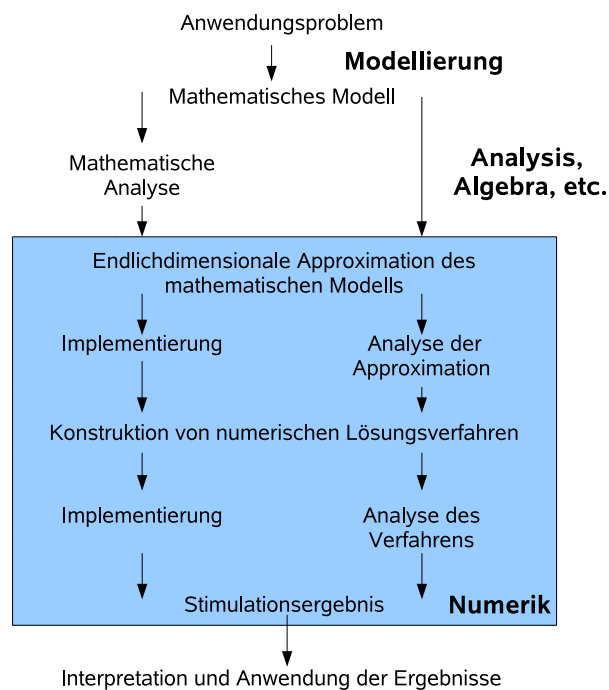 Anwendungsproblem
Modellierung
Mathematisches Modell
Mathematische
Analyse
Analysis,
Algebra, etc.
Endlichdimensionale Approximation des
mathematischen Modells
Implementierung
Analyse der
Approximation
Konstruktion von numerischen Lösungsverfahren
Implementierung
Analyse des
Verfahrens
Stimulationsergebnis
Numerik
Interpretation und Anwendung der Ergebnisse